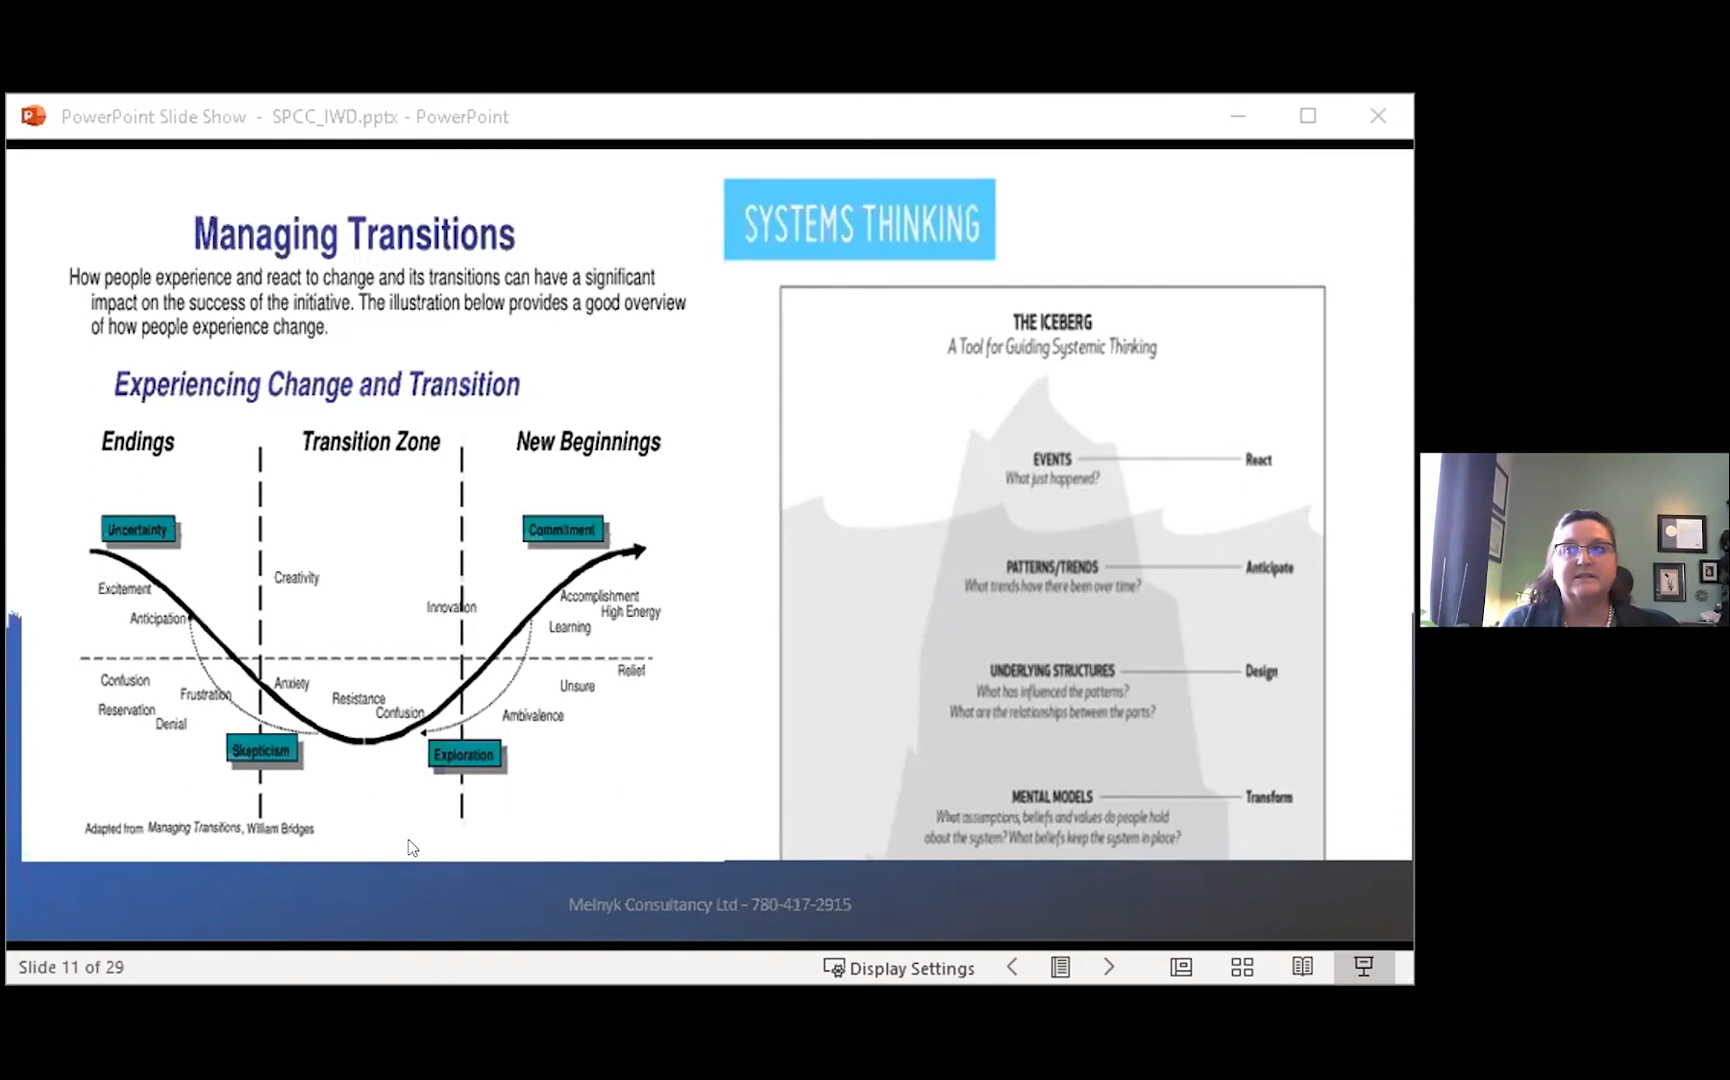 PowerPoint Slide Show - SPCC_IWD.pptx - PowerPoint
Managing Transitions
How people experience and react to change and its transitions can have a significant
impact on the success of the initiative. The illustration below provides a good overview
of how people experience change.
Experiencing Change and Transition
Endings
Transition Zone
New Beginnings
Uncertainty
Commitment
Excitement
Creativity
Anticipation
Innovation
Accomplishment
High Energy
Learning
Confusion
Frustration
Reservation
Denial
Anxiety
Resistance
Confusion
Relief
Unsure
Ambivalence
Skepticism
Exploration
Adapted from Managing Transitions, William Bridges
SYSTEMS THINKING
THE ICEBERG
A Tool for Guiding Systemic Thinking
EVENTS
React
What just happened?
PATTERNS/TRENDS
Anticipate
What trends have there been over time?
UNDERLYING STRUCTURES
Design
What has influenced the patterns?
What are the relationships between the parts?
MENTAL MODELS
Transform
What assumptions, beliefs and values do people hold
about the system? What beliefs keep the system in place?
Melnyk Consultancy Ltd - 780-417-2915
Slide 11 of 29
Display Settings